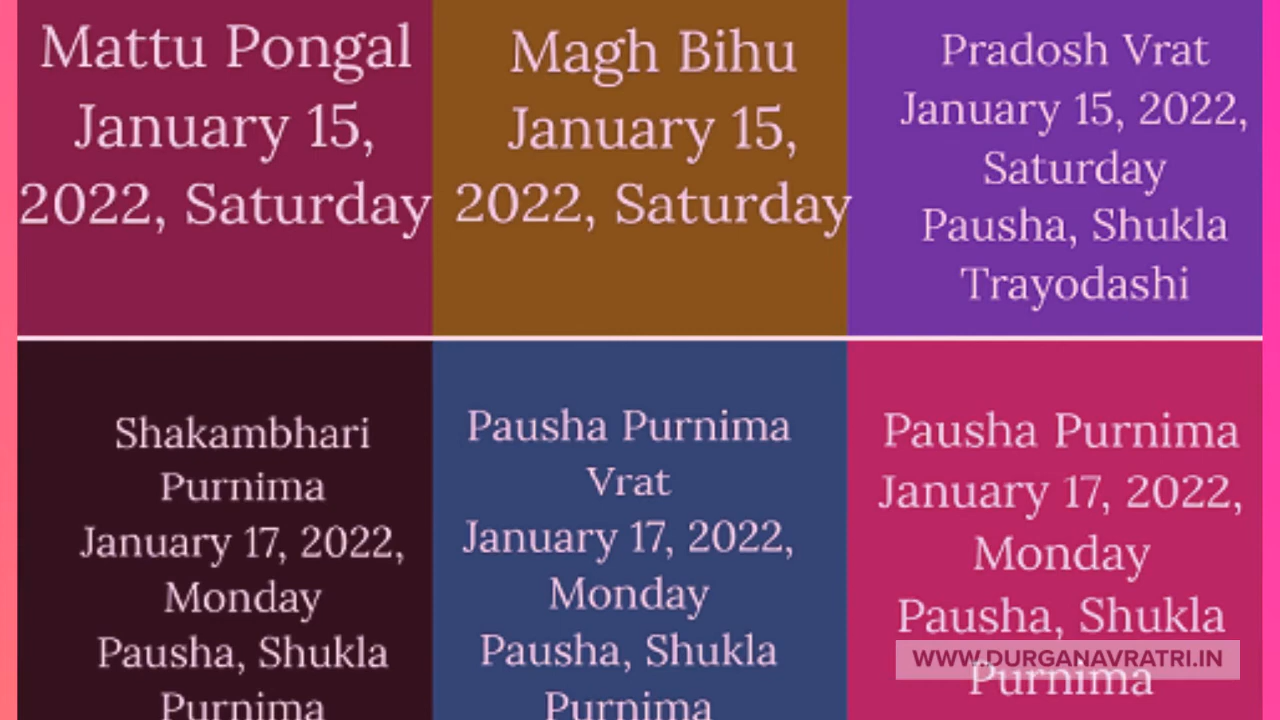 Mattu Pongal
January 15,
2022, Saturday
Magh Bihu
January 15,
2022, Saturday
Pradosh Vrat
January 15, 2022,
Saturday
Pausha, Shukla
Trayodashi
Shakambhari
Purnima
January 17, 2022,
Monday
Pausha, Shukla
Purnima
Pausha Purnima
Vrat
January 17, 2022,
Monday
Pausha, Shukla
Purnima
Pausha Purnima
January 17, 2022,
Monday
Pausha, Shukla
WWW.DURGANAVRATRI.IN
Purnima